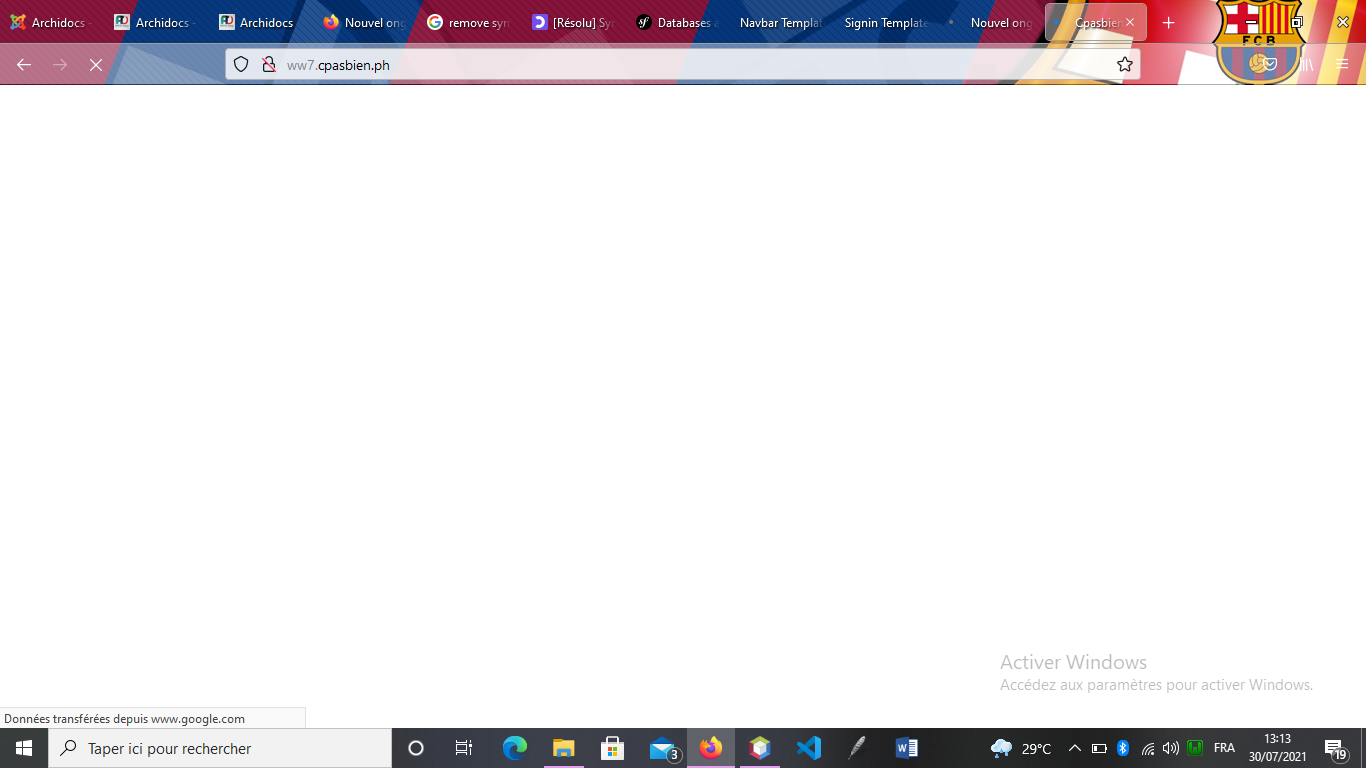 Archidocs -
Archidocs -
Archidocs
Nouvel ong
remove syn
[Résolu] Sy
Databases a
Navbar Templat
Signin Template
Nouvel ong
Cpasbien
FCB
ww7.cpasbien.ph
Activer Windows
Accédez aux paramètres pour activer Windows.
Données transférées depuis www.google.com
Taper ici pour rechercher
3
29°C
FRA
13:13
30/07/2021
19